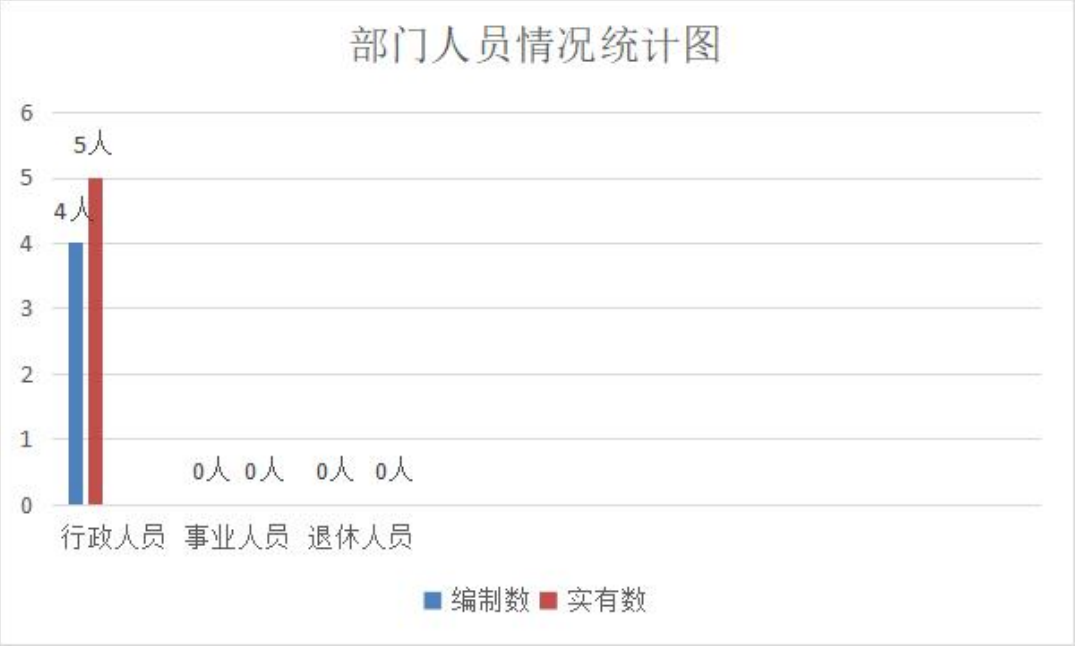 部门人员情况统计图
6
5人
5
4人
4
3
2
1
0人 0人 0人 0人
0
行政人员 事业人员 退休人员
编制数 实有数